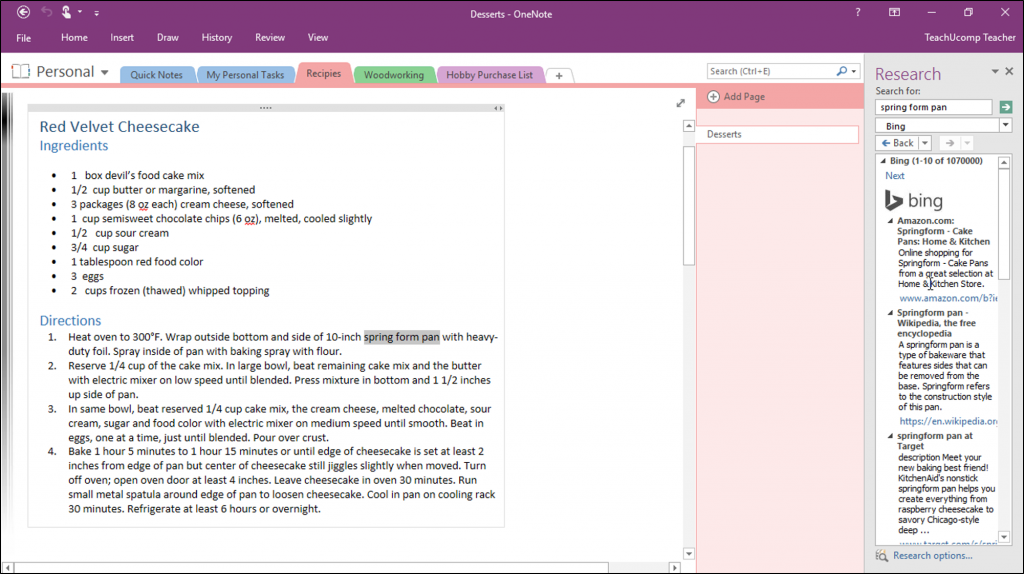 Desserts - OneNote
?
File Home Insert Draw History Review View
TeachUcomp Teacher
Personal
Quick Notes
My Personal Tasks
Recipies
Woodworking
Hobby Purchase List
+
Search (Ctrl+E)
Add Page
Desserts
Red Velvet Cheesecake
Ingredients
• 1 box devil's food cake mix
• 1/2 cup butter or margarine, softened
• 3 packages (8 oz each) cream cheese, softened
• 1 cup semisweet chocolate chips (6 oz), melted, cooled slightly
• 1/2 cup sour cream
• 3/4 cup sugar
• 1 tablespoon red food color
• 3 eggs
• 2 cups frozen (thawed) whipped topping
Directions
1. Heat oven to 300°F. Wrap outside bottom and side of 10-inch spring form pan with heavy-
duty foil. Spray inside of pan with baking spray with flour.
2. Reserve 1/4 cup of the cake mix. In large bowl, beat remaining cake mix and the butter
with electric mixer on low speed until blended. Press mixture in bottom and 1 1/2 inches
up side of pan.
3. In same bowl, beat reserved 1/4 cup cake mix, the cream cheese, melted chocolate, sour
cream, sugar and food color with electric mixer on medium speed until smooth. Beat in
eggs, one at a time, just until blended. Pour over crust.
4. Bake 1 hour 5 minutes to 1 hour 15 minutes or until edge of cheesecake is set at least 2
inches from edge of pan but center of cheesecake still jiggles slightly when moved. Turn
off oven; open oven door at least 4 inches. Leave cheesecake in oven 30 minutes. Run
small metal spatula around edge of pan to loosen cheesecake. Cool in pan on cooling rack
30 minutes. Refrigerate at least 6 hours or overnight.
Research
Search for:
spring form pan
Bing
Back
Bing (1-10 of 1070000)
Next
bing
Amazon.com:
Springform - Cake
Pans: Home & Kitchen
Online shopping for
Springform - Cake Pans
from a great selection at
Home & Kitchen Store.
www.amazon.com/b?ie
Springform pan -
Wikipedia, the free
encyclopedia
A springform pan is a
type of bakeware that
features sides that can
be removed from the
base. Springform refers
to the construction style
of this pan.
https://en.wikipedia.org
springform pan at
Target
description Meet your
new baking best friend!
KitchenAid's nonstick
springform pan helps you
create everything from
raspberry cheesecake to
savory Chicago-style
deep ...
Research options...